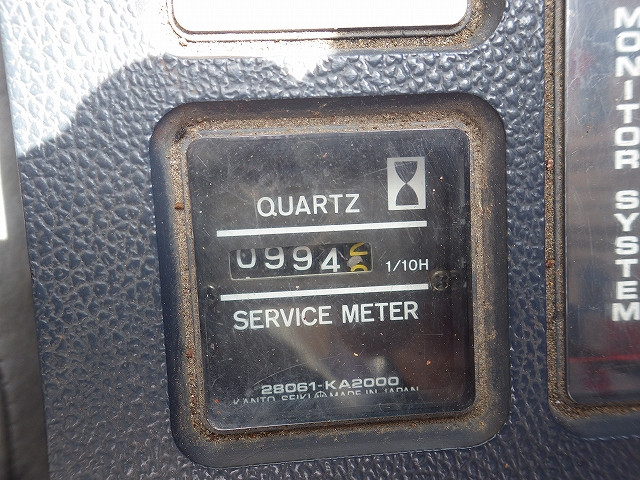 QUARTZ
0994
1/10H
SERVICE METER
28061-KA2000
KANTO SEIKI MADE IN JAPAN
MONITOR SYSTEM